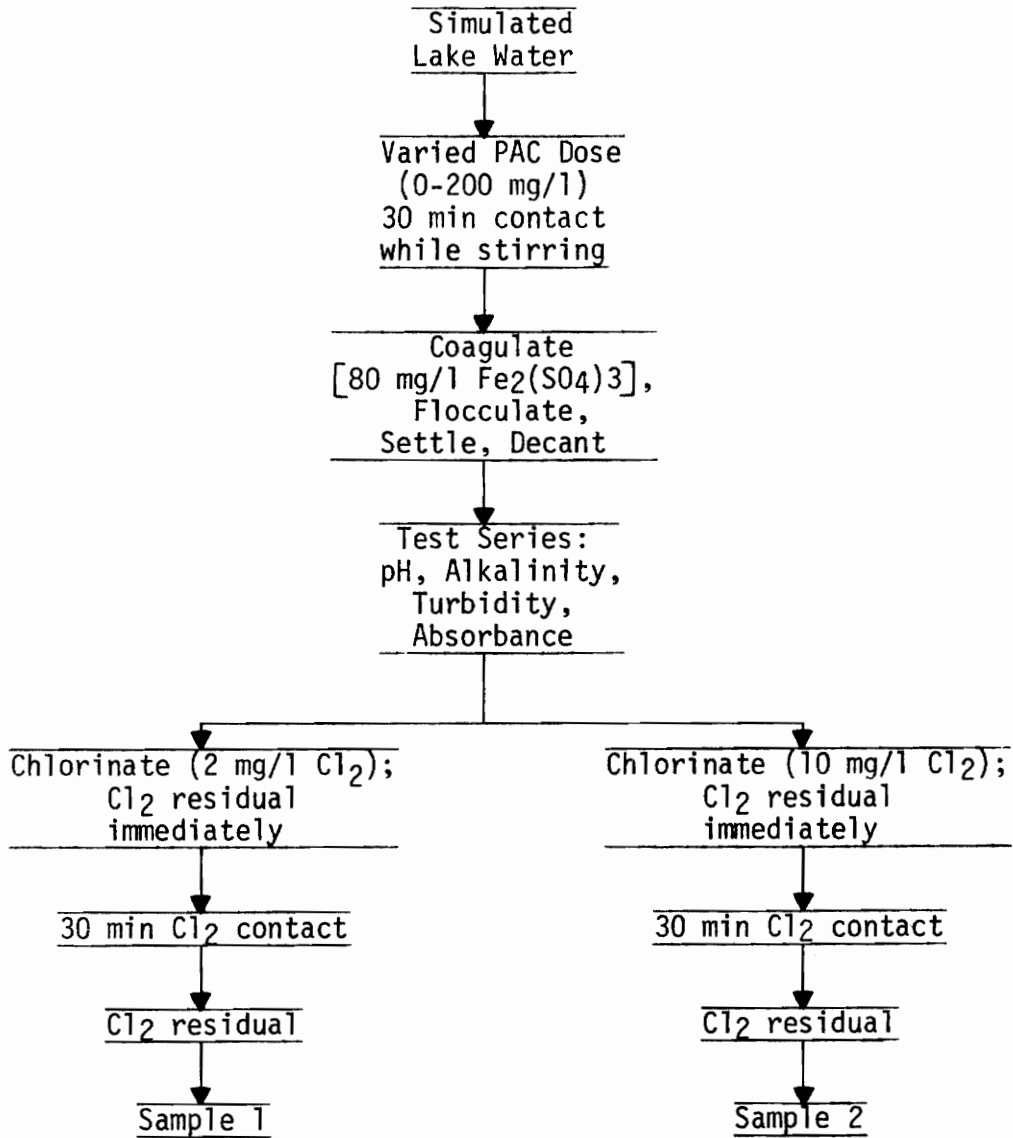 Simulated
Lake Water
Varied PAC Dose
(0-200 mg/l)
30 min contact
while stirring
Coagulate
[80 mg/l Fe2(SO4)3],
Flocculate,
Settle, Decant
Test Series:
pH, Alkalinity,
Turbidity,
Absorbance
Chlorinate (2 mg/l Cl2);
Cl2 residual
immediately
30 min Cl2 contact
Cl2 residual
Sample 1
Chlorinate (10 mg/l Cl2);
Cl2 residual
immediately
30 min Cl2 contact
Cl2 residual
Sample 2